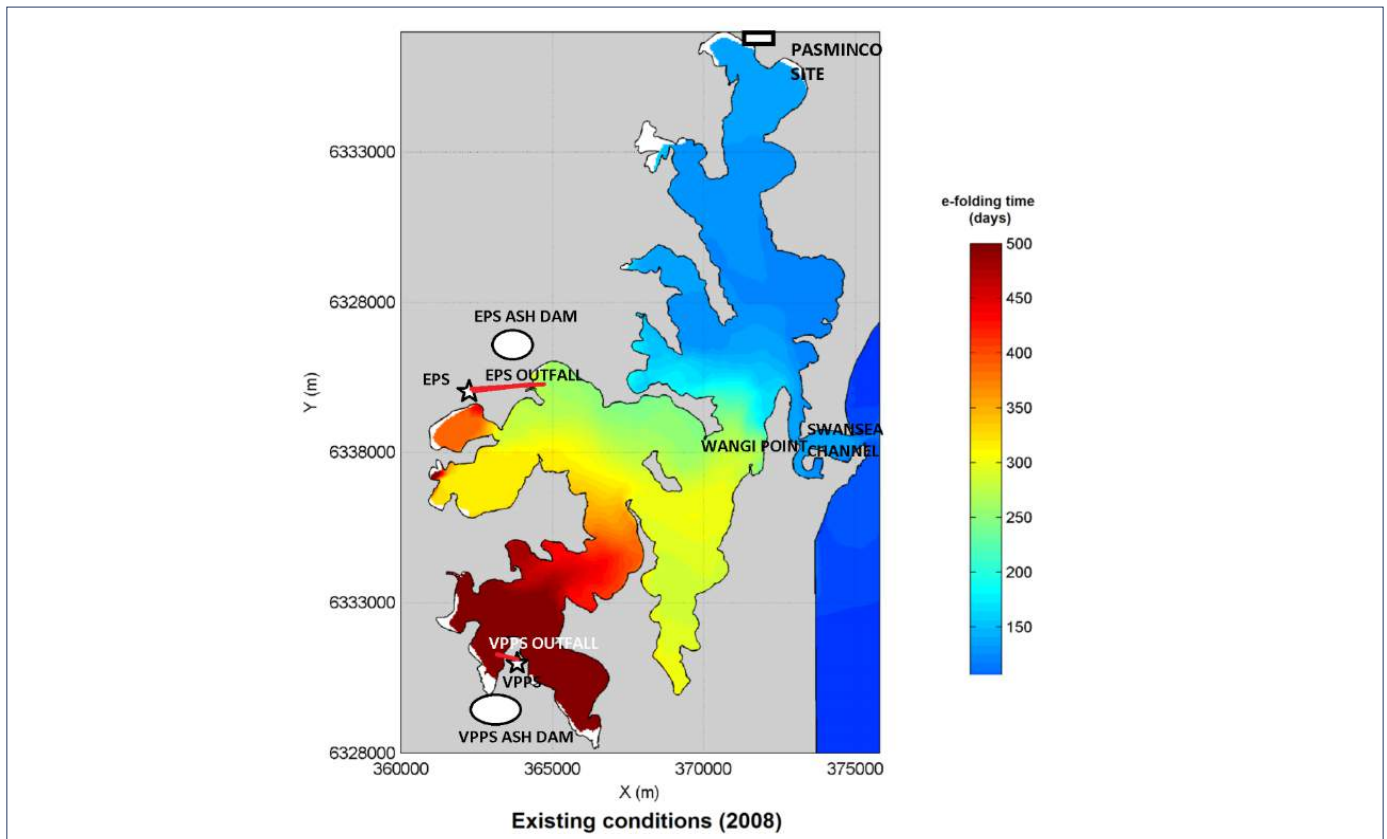 PASMINCO
SITE
6333000
e-folding time
(days)
500
450
400
350
300
250
200
150
6328000
EPS ASH DAM
EPS
EPS OUTFALL
Y (m)
WANGI POINT
SWANSEA
CHANNEL
6338000
6333000
VPPS OUTFALL
VPPS
VPPS ASH DAM
6328000
360000
365000
370000
375000
X (m)
Existing conditions (2008)